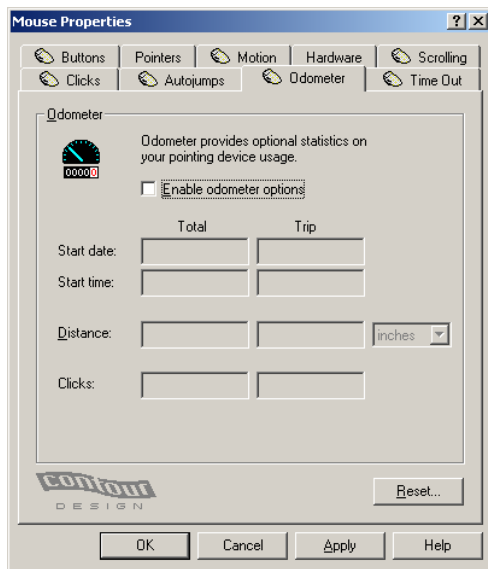 Mouse Properties
Buttons Pointers Motion Hardware Scrolling
Clicks Autojumps Odometer Time Out
Odometer
Odometer provides optional statistics on
your pointing device usage.
00000
Enable odometer options
Total Trip
Start date:
Start time:
Distance: inches
Clicks:
contour
DESIGN
Reset...
OK Cancel Apply Help